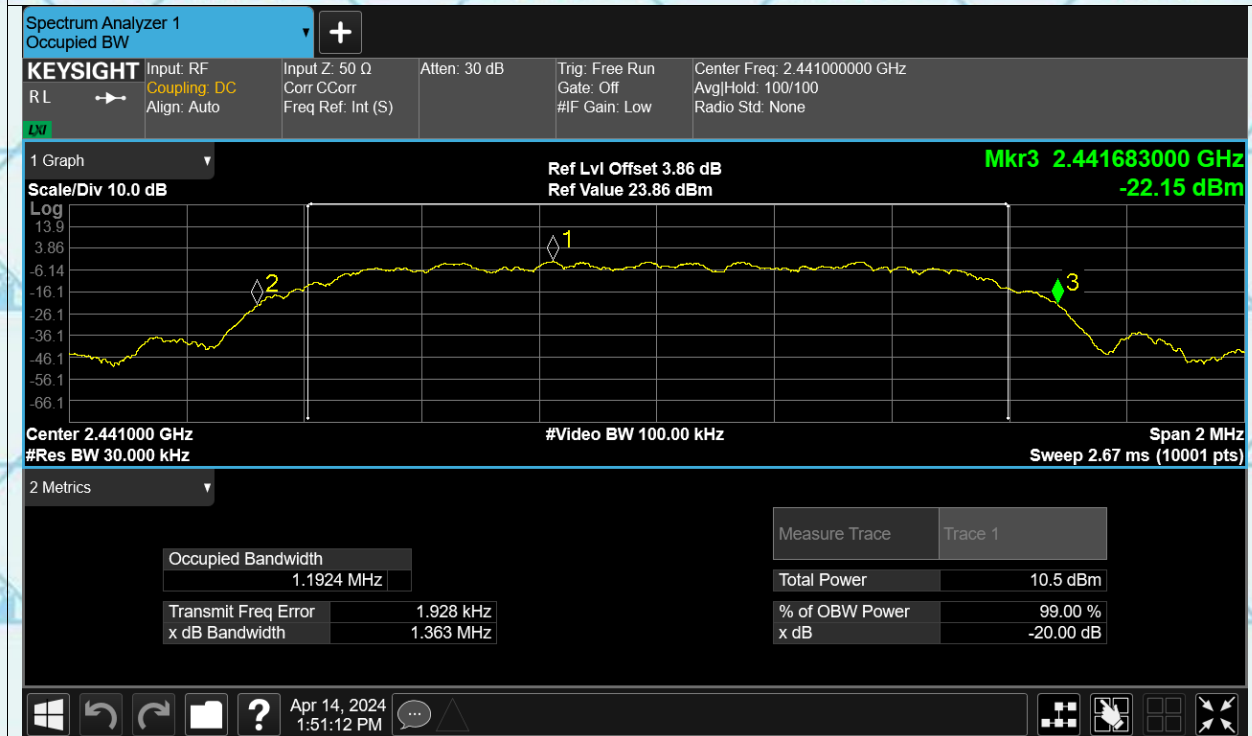 Spectrum Analyzer 1
Occupied BW
+
KEYSIGHT
RL
LXI
Input: RF
Coupling: DC
Align: Auto
Input Z: 50 Ω
Corr CCorr
Freq Ref: Int (S)
Atten: 30 dB
Trig: Free Run
Gate: Off
#IF Gain: Low
Center Freq: 2.441000000 GHz
Avg|Hold: 100/100
Radio Std: None
1 Graph
Scale/Div 10.0 dB
Ref Lvl Offset 3.86 dB
Ref Value 23.86 dBm
Mkr3 2.441683000 GHz
-22.15 dBm
Log
13.9
3.86
-6.14
-16.1
-26.1
-36.1
-46.1
-56.1
-66.1
1
2
3
Center 2.441000 GHz
#Video BW 100.00 kHz
Span 2 MHz
#Res BW 30.000 kHz
Sweep 2.67 ms (10001 pts)
2 Metrics
Measure Trace Trace 1
Occupied Bandwidth
1.1924 MHz
Total Power 10.5 dBm
Transmit Freq Error 1.928 kHz
% of OBW Power 99.00 %
x dB Bandwidth 1.363 MHz
x dB -20.00 dB
?
Apr 14, 2024
1:51:12 PM